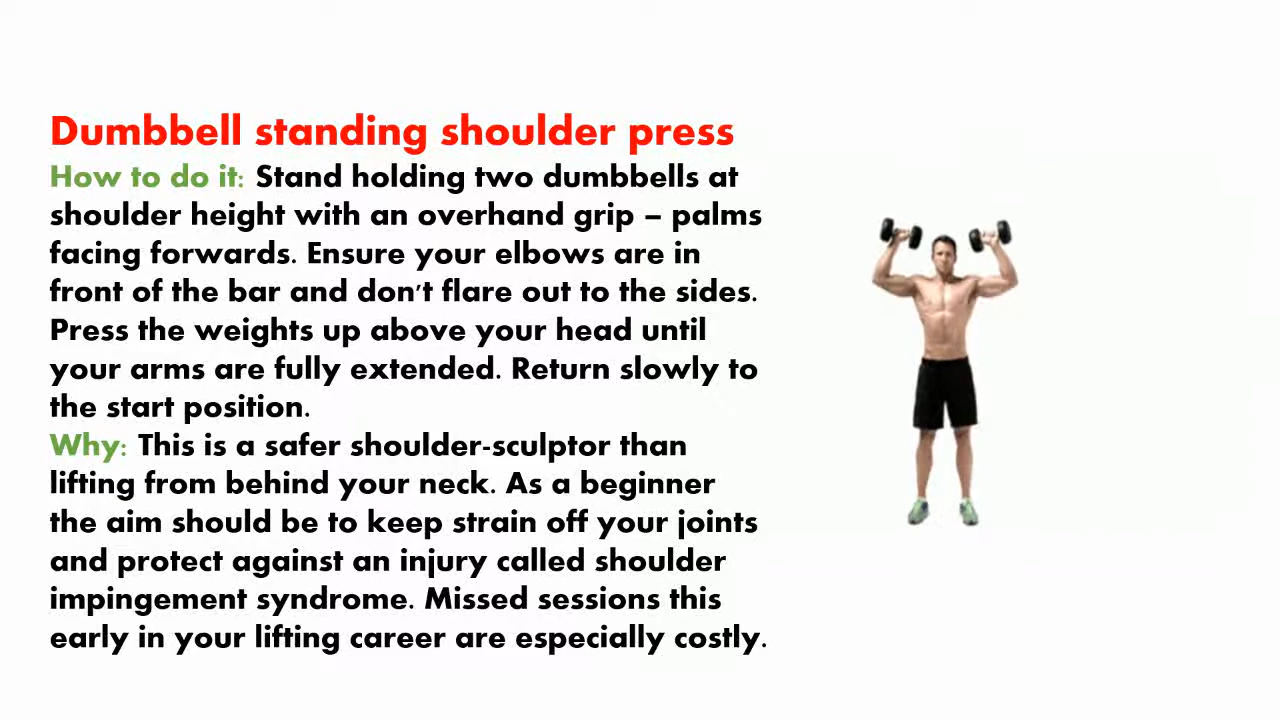 Dumbbell standing shoulder press
How to do it: Stand holding two dumbbells at
shoulder height with an overhand grip – palms
facing forwards. Ensure your elbows are in
front of the bar and don't flare out to the sides.
Press the weights up above your head until
your arms are fully extended. Return slowly to
the start position.
Why: This is a safer shoulder-sculptor than
lifting from behind your neck. As a beginner
the aim should be to keep strain off your joints
and protect against an injury called shoulder
impingement syndrome. Missed sessions this
early in your lifting career are especially costly.